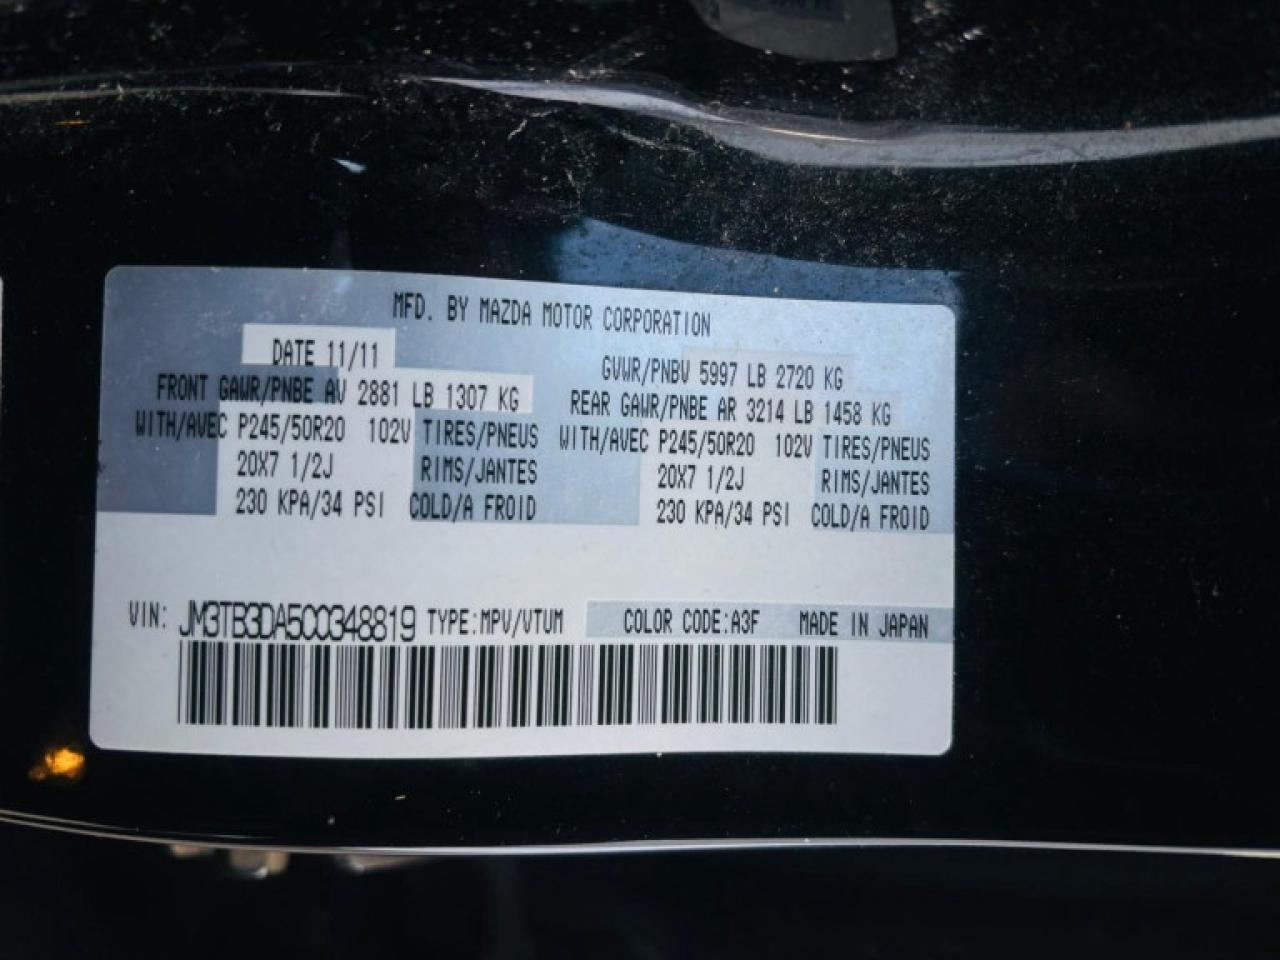 MFD. BY MAZDA MOTOR CORPORATION
DATE 11/11 GVWR/PNBV 5997 LB 2720 KG
FRONT GAWR/PNBE AV 2881 LB 1307 KG REAR GAWR/PNBE AR 3214 LB 1458 KG
WITH/AVEC P245/50R20 102V TIRES/PNEUS WITH/AVEC P245/50R20 102V TIRES/PNEUS
20X7 1/2J RIMS/JANTES 20X7 1/2J RIMS/JANTES
230 KPA/34 PSI COLD/A FROID 230 KPA/34 PSI COLD/A FROID
VIN: JM3TB3DA5C0348819 TYPE:MPV/VTUM COLOR CODE:A3F MADE IN JAPAN